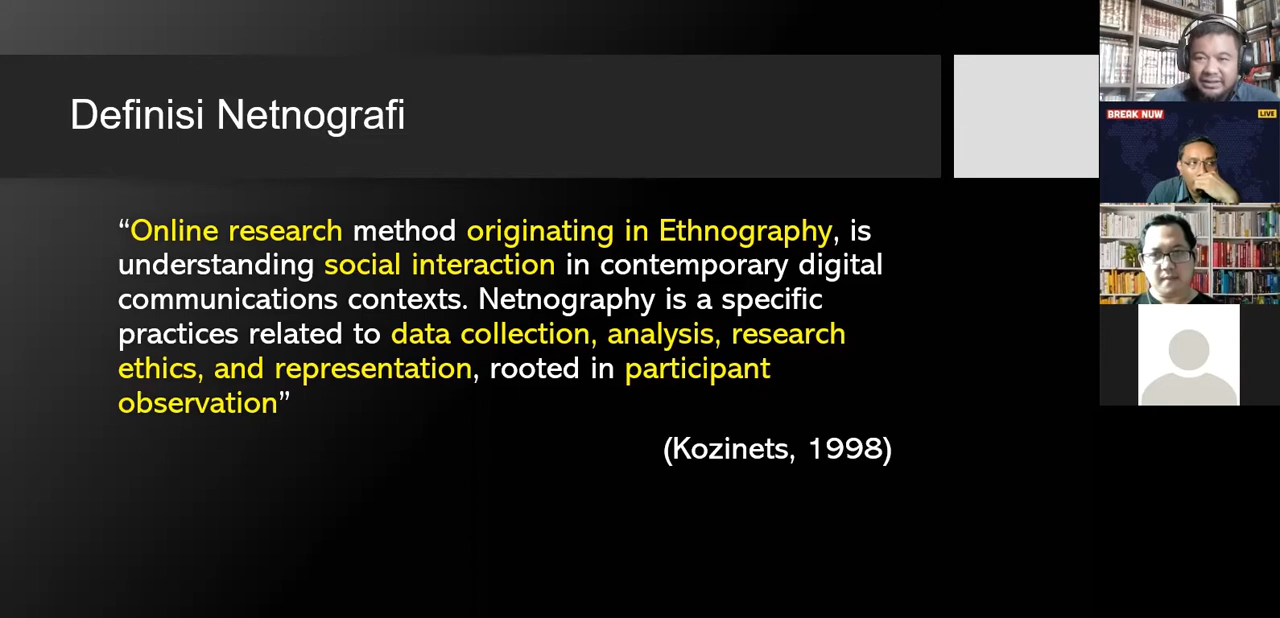 Definisi Netnografi
“Online research method originating in Ethnography, is
understanding social interaction in contemporary digital
communications contexts. Netnography is a specific
practices related to data collection, analysis, research
ethics, and representation, rooted in participant
observation”
(Kozinets, 1998)
BREAK NUW
LIVE